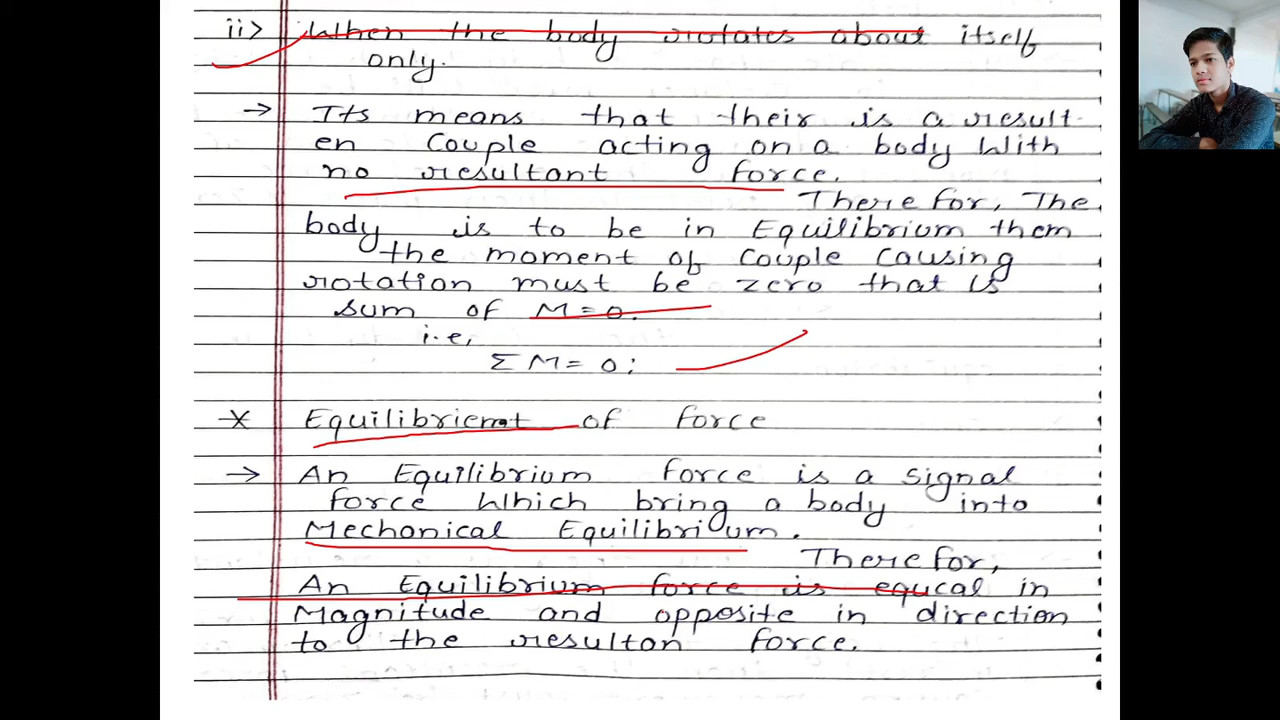 ii> When the body rotates about itself
only.
→ Its means that their is a result-
en Couple acting on a body With
no resultant force.
There for, The
body is to be in Equilibrium them
the moment of Couple Causing
rotation must be zero that is
sum of M = 0.
i.e,
Σ M = 0;
* Equilibrient of force
→ An Equilibrium force is a signal
force Which bring a body into
Mechonical Equilibrium.
There for,
An Equilibrium force is equcal in
Magnitude and opposite in direction
to the resulton force.